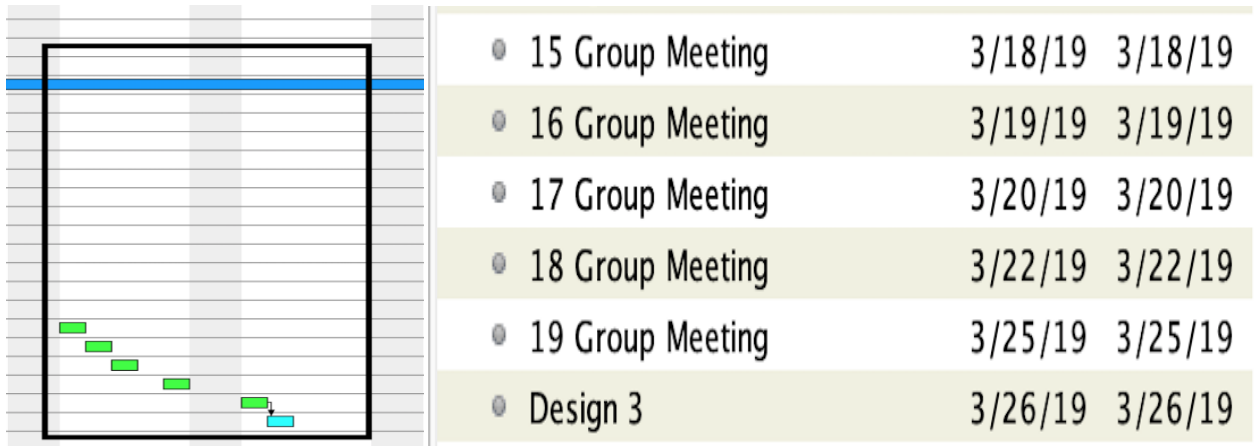 15 Group Meeting 3/18/19 3/18/19
16 Group Meeting 3/19/19 3/19/19
17 Group Meeting 3/20/19 3/20/19
18 Group Meeting 3/22/19 3/22/19
19 Group Meeting 3/25/19 3/25/19
Design 3 3/26/19 3/26/19